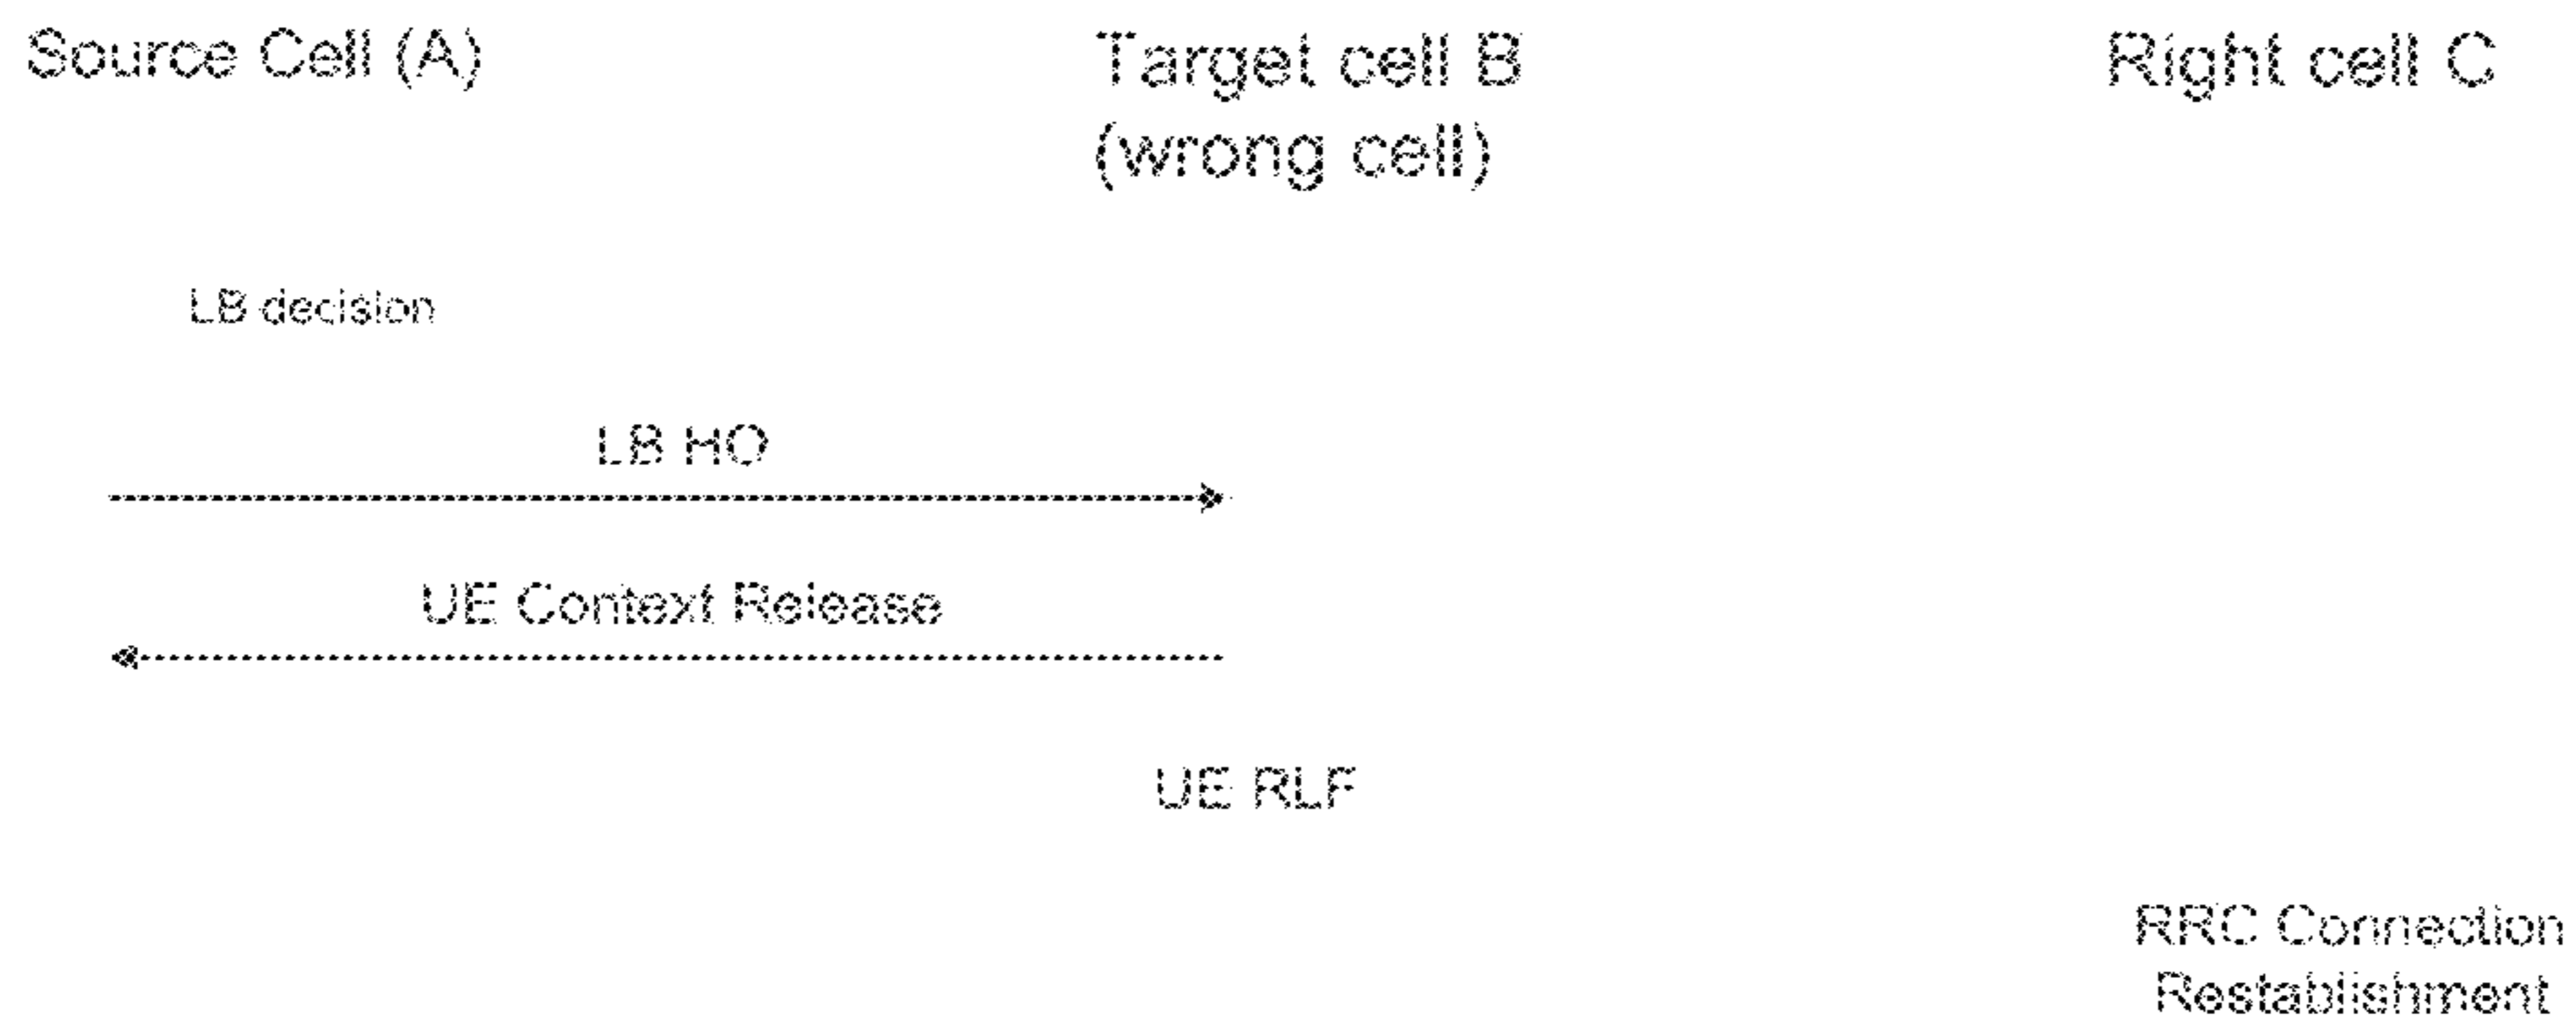 Source Cell (A)
Target cell B
(wrong cell)
Right cell C
LB decision
LB HO
UE Context Release
UE RLF
RRC Connection
Restablishment